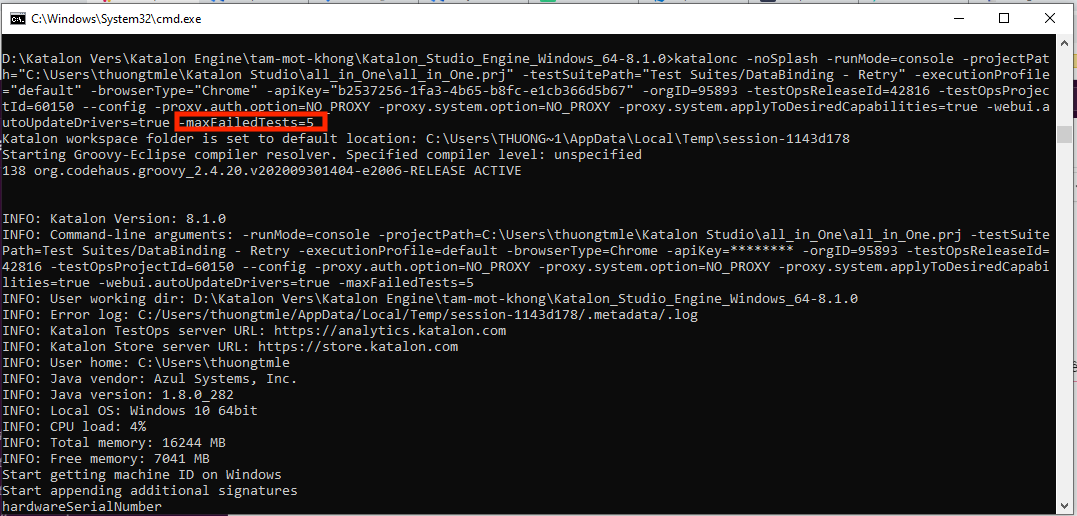 C:\Windows\System32\cmd.exe
D:\Katalon Vers\Katalon Engine\tam-mot-khong\Katalon_Studio_Engine_Windows_64-8.1.0>katalonc -noSplash -runMode=console -projectPat
h="C:\Users\thuongtmle\Katalon Studio\all_in_One\all_in_One.prj" -testSuitePath="Test Suites/DataBinding - Retry" -executionProfile
="default" -browserType="Chrome" -apiKey="b2537256-1fa3-4b65-b8fc-e1cb366d5b67" -orgID=95893 -testOpsReleaseId=42816 -testOpsProjec
tId=60150 --config -proxy.auth.option=NO_PROXY -proxy.system.option=NO_PROXY -proxy.system.applyToDesiredCapabilities=true -webui.a
utoUpdateDrivers=true -maxFailedTests=5
Katalon workspace folder is set to default location: C:\Users\THUONG~1\AppData\Local\Temp\session-1143d178
Starting Groovy-Eclipse compiler resolver. Specified compiler level: unspecified
138 org.codehaus.groovy_2.4.20.v202009301404-e2006-RELEASE ACTIVE
INFO: Katalon Version: 8.1.0
INFO: Command-line arguments: -runMode=console -projectPath=C:\Users\thuongtmle\Katalon Studio\all_in_One\all_in_One.prj -testSuite
Path=Test Suites/DataBinding - Retry -executionProfile=default -browserType=Chrome -apiKey=******** -orgID=95893 -testOpsReleaseId=
42816 -testOpsProjectId=60150 --config -proxy.auth.option=NO_PROXY -proxy.system.option=NO_PROXY -proxy.system.applyToDesiredCapabi
lities=true -webui.autoUpdateDrivers=true -maxFailedTests=5
INFO: User working dir: D:\Katalon Vers\Katalon Engine\tam-mot-khong\Katalon_Studio_Engine_Windows_64-8.1.0
INFO: Error log: C:/Users/thuongtmle/AppData/Local/Temp/session-1143d178/.metadata/.log
INFO: Katalon TestOps server URL: https://analytics.katalon.com
INFO: Katalon Store server URL: https://store.katalon.com
INFO: User home: C:\Users\thuongtmle
INFO: Java vendor: Azul Systems, Inc.
INFO: Java version: 1.8.0_282
INFO: Local OS: Windows 10 64bit
INFO: CPU load: 4%
INFO: Total memory: 16244 MB
INFO: Free memory: 7041 MB
Start getting machine ID on Windows
Start appending additional signatures
hardwareSerialNumber